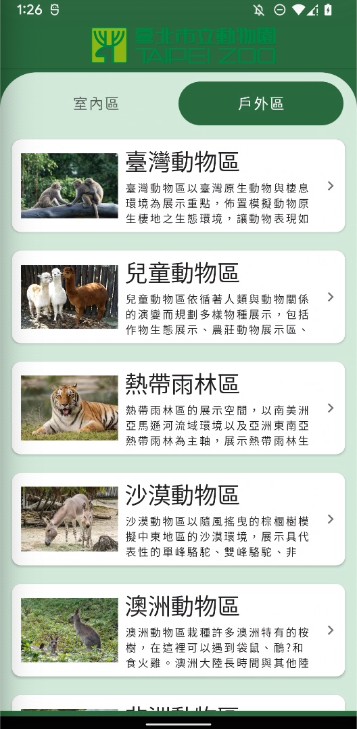 1:26
臺北市立動物園
TAIPEI ZOO
室內區
戶外區
臺灣動物區
臺灣動物區以臺灣原生動物與棲息
環境為展示重點，佈置模擬動物原
生棲地之生態環境，讓動物表現如
兒童動物區
兒童動物區依循著人類與動物關係
的演變而規劃多樣物種展示，包括
作物生態展示、農莊動物展示區、
熱帶雨林區
熱帶雨林區的展示空間，以南美洲
亞馬遜河流域環境以及亞洲東南亞
熱帶雨林為主軸，展示熱帶雨林生
沙漠動物區
沙漠動物區以隨風搖曳的棕櫚樹模
擬中東地區的沙漠環境，展示具代
表性的單峰駱駝、雙峰駱駝、非
澳洲動物區
澳洲動物區栽種許多澳洲特有的桉
樹，在這裡可以遇到袋鼠、鴯?和
食火雞。澳洲大陸長時間與其他陸
非洲動物區